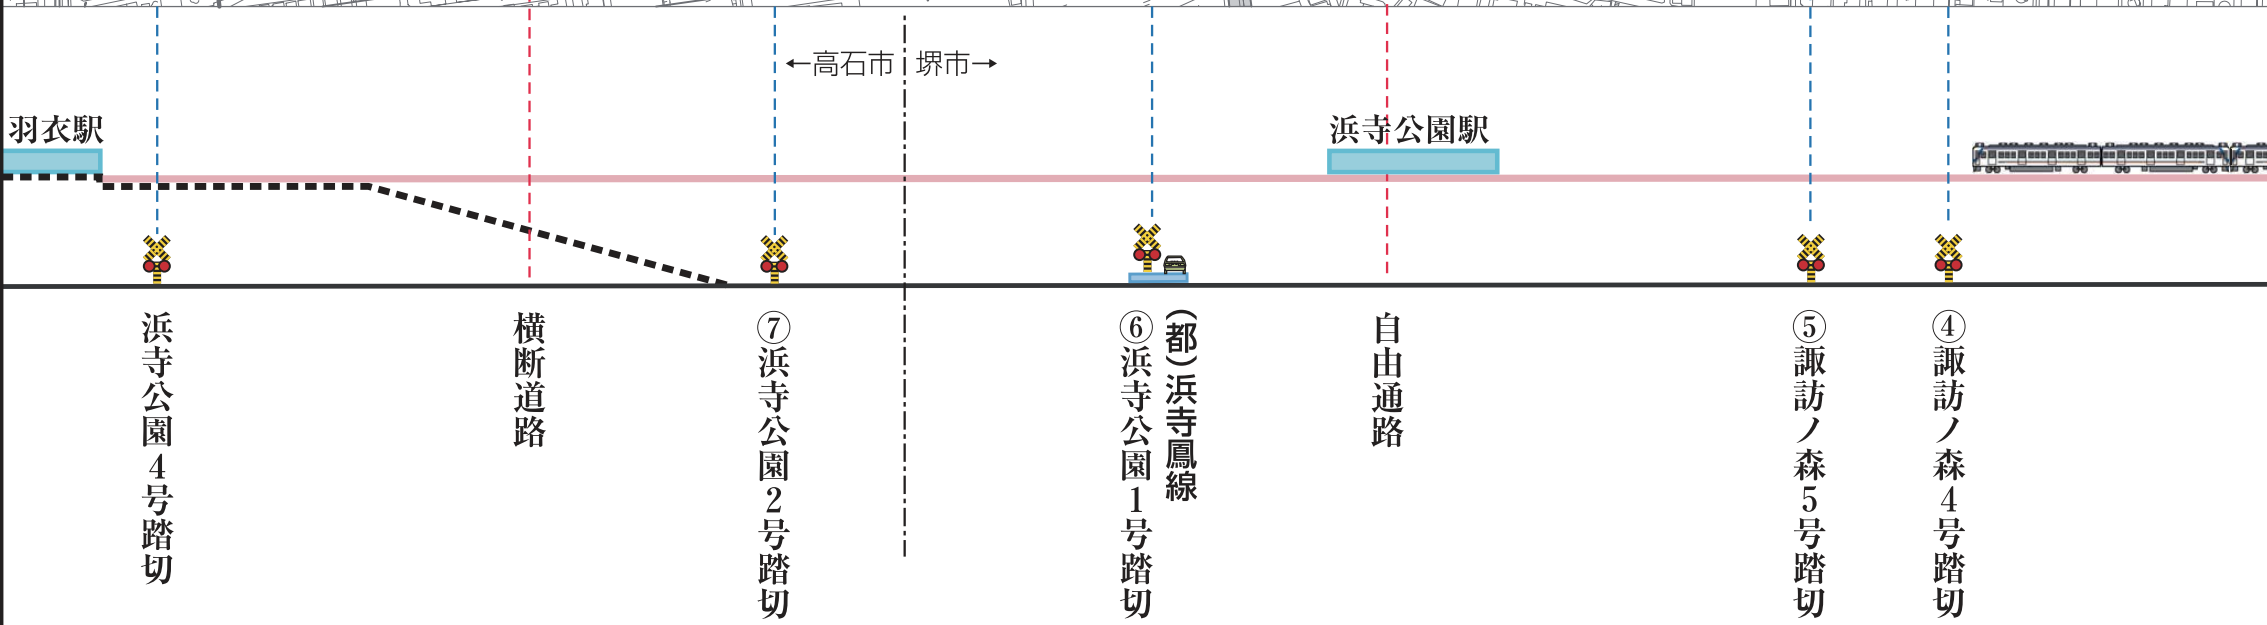 ←高石市
堺市→
羽衣駅
浜寺公園駅
浜寺公園4号踏切
横断道路
⑦浜寺公園2号踏切
⑥浜寺公園1号踏切
(都)浜寺鳳線
自由通路
⑤諏訪ノ森5号踏切
④諏訪ノ森4号踏切